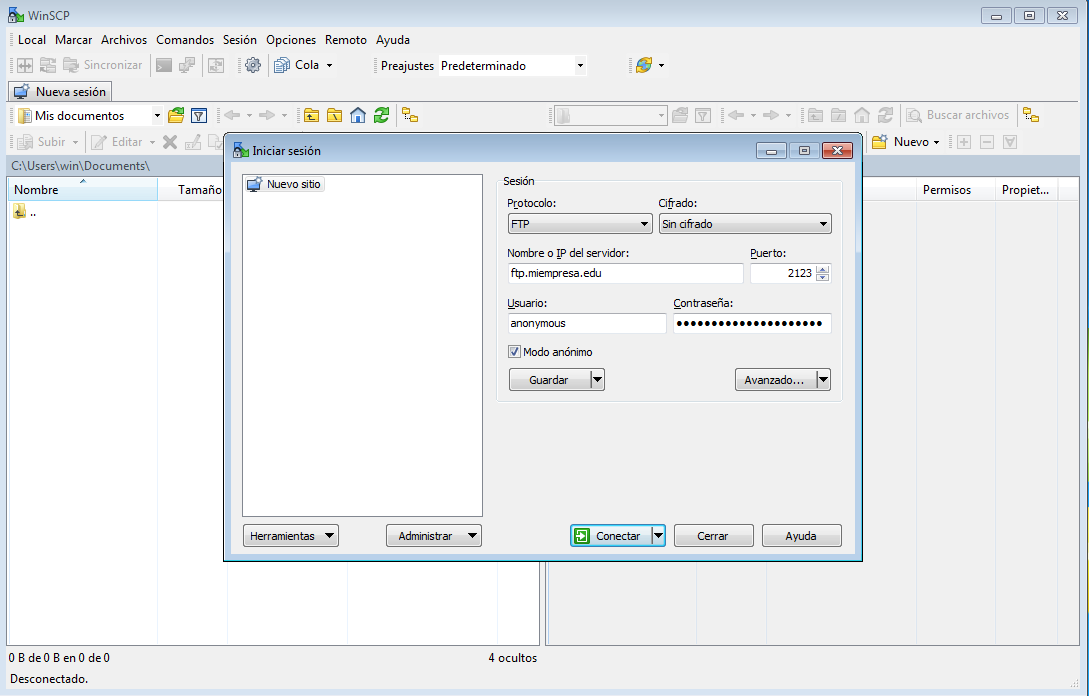 WinSCP
Local Marcar Archivos Comandos Sesión Opciones Remoto Ayuda
Sincronizar Cola Preajustes Predeterminado
Nueva sesión
Mis documentos Buscar archivos
Subir Editar Nuevo
C:\Users\win\Documents\
Nombre Tamaño Permisos Propiet...
..
Iniciar sesión
Nuevo sitio
Sesión
Protocolo: Cifrado:
FTP Sin cifrado
Nombre o IP del servidor: Puerto:
ftp.miempresa.edu 2123
Usuario: Contraseña:
anonymous ●●●●●●●●●●●●●●●●●●●●●
Modo anónimo
Guardar Avanzado...
Herramientas Administrar Conectar Cerrar Ayuda
0 B de 0 B en 0 de 0 4 ocultos
Desconectado.